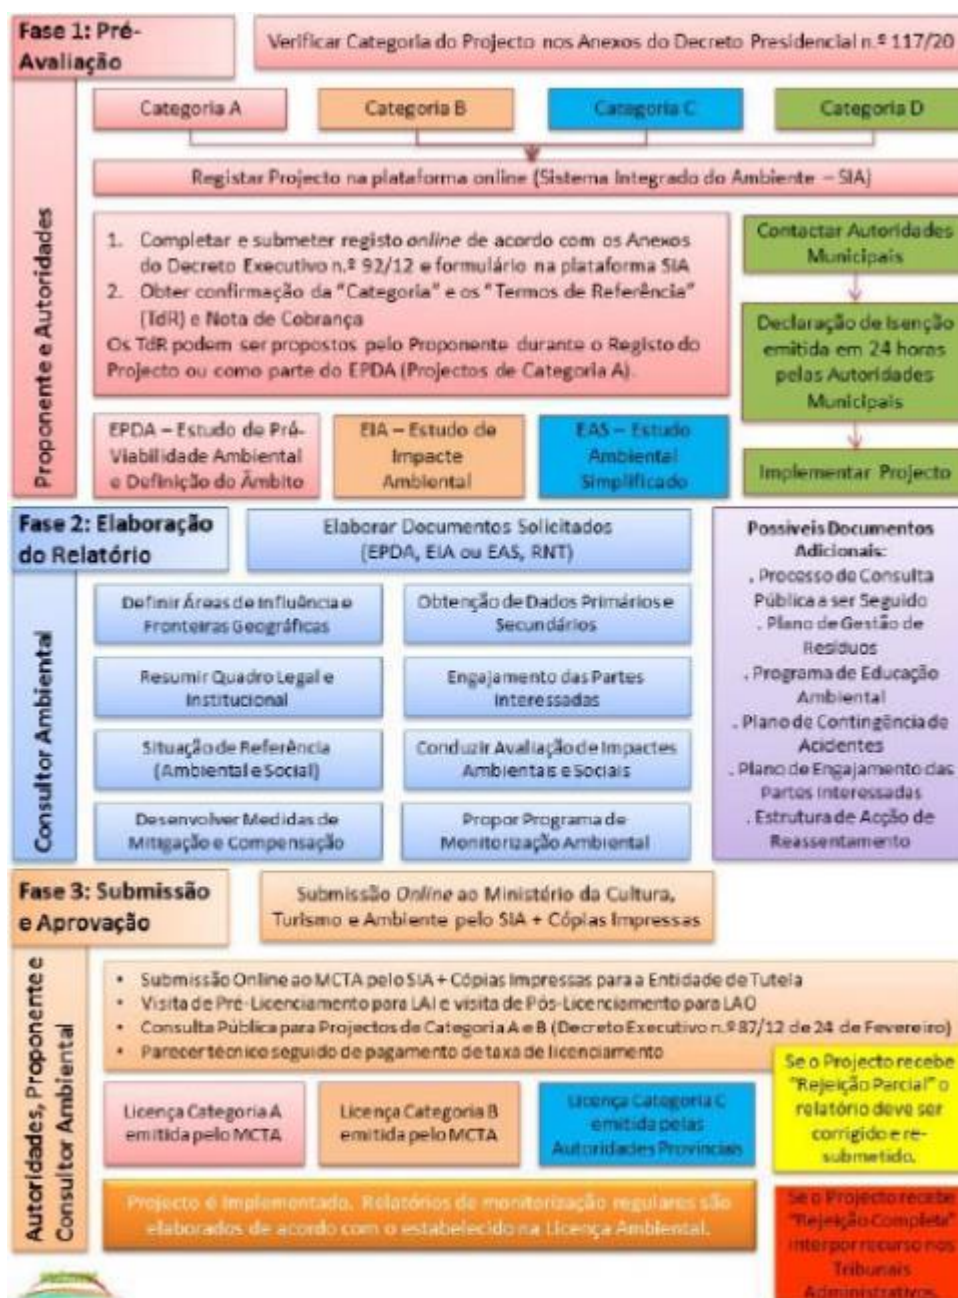 Fase 1: Pré-
Avaliação
Verificar Categoria do Projecto nos Anexos do Decreto Presidencial n.º 117/20
Proponente e Autoridades
Categoria A
Categoria B
Categoria C
Categoria D
Registar Projecto na plataforma online (Sistema Integrado do Ambiente – SIA)
1. Completar e submeter registo online de acordo com os Anexos
do Decreto Executivo n.º 92/12 e formulário na plataforma SIA
2. Obter confirmação da "Categoria" e os "Termos de Referência"
(TdR) e Nota de Cobrança
Os TdR podem ser propostos pelo Proponente durante o Registo do
Projecto ou como parte do EPDA (Projectos de Categoria A).
Contactar Autoridades
Municipais
Declaração de Isenção
emitida em 24 horas
pelas Autoridades
Municipais
Implementar Projecto
EPDA – Estudo de Pré-
Viabilidade Ambiental
e Definição do Âmbito
EIA – Estudo de
Impacte
Ambiental
EAS – Estudo
Ambiental
Simplificado
Fase 2: Elaboração
do Relatório
Elaborar Documentos Solicitados
(EPDA, EIA ou EAS, RNT)
Consultor Ambiental
Definir Áreas de Influência e
Fronteiras Geográficas
Obtenção de Dados Primários e
Secundários
Resumir Quadro Legal e
Institucional
Engajamento das Partes
Interessadas
Situação de Referência
(Ambiental e Social)
Conduzir Avaliação de Impactes
Ambientais e Sociais
Desenvolver Medidas de
Mitigação e Compensação
Propor Programa de
Monitorização Ambiental
Possiveis Documentos
Adicionais:
. Processo de Consulta
Pública a ser Seguido
. Plano de Gestão de
Resíduos
. Programa de Educação
Ambiental
. Plano de Contingência de
Acidentes
. Plano de Engajamento das
Partes Interessadas
. Estrutura de Acção de
Reassentamento
Fase 3: Submissão
e Aprovação
Submissão Online ao Ministério da Cultura,
Turismo e Ambiente pelo SIA + Cópias Impressas
Autoridades, Proponente e
Consultor Ambiental
• Submissão Online ao MCTA pelo SIA + Cópias Impressas para a Entidade de Tutela
• Visita de Pré-Licenciamento para LAI e visita de Pós-Licenciamento para LAO
• Consulta Pública para Projectos de Categoria A e B (Decreto Executivo n.º 87/12 de 24 de Fevereiro)
• Parecer técnico seguido de pagamento de taxa de licenciamento
Licença Categoria A
emitida pelo MCTA
Licença Categoria B
emitida pelo MCTA
Licença Categoria C
emitida pelas
Autoridades Provinciais
Se o Projecto recebe
"Rejeição Parcial" o
relatório deve ser
corrigido e re-
submetido.
Projecto é Implementado. Relatórios de monitorização regulares são
elaborados de acordo com o estabelecido na Licença Ambiental.
Se o Projecto recebe
"Rejeição Completa"
interpor recurso nos
Tribunais
Administrativos.